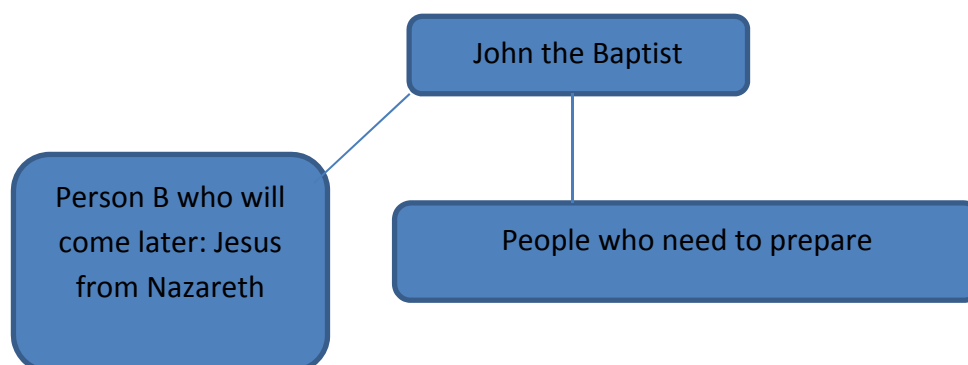 John the Baptist
Person B who will
come later: Jesus
from Nazareth
People who need to prepare